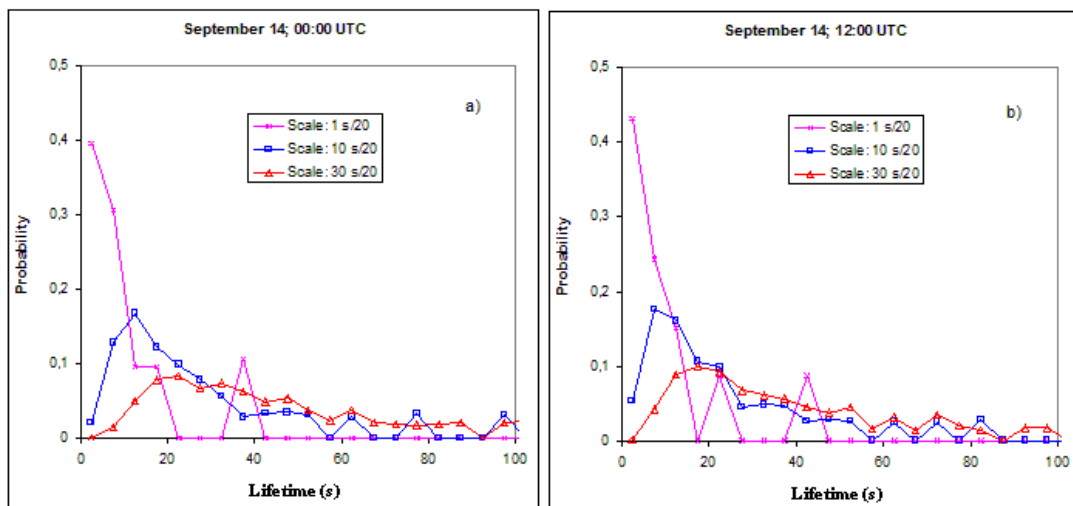 September 14; 00:00 UTC
0,5
0,4
0,3
0,2
0,1
0
Probability
a)
Scale: 1 s/20
Scale: 10 s/20
Scale: 30 s/20
0 20 40 60 80 100
Lifetime (s)
September 14; 12:00 UTC
0,5
0,4
0,3
0,2
0,1
0
Probability
b)
Scale: 1 s/20
Scale: 10 s/20
Scale: 30 s/20
0 20 40 60 80 100
Lifetime (s)